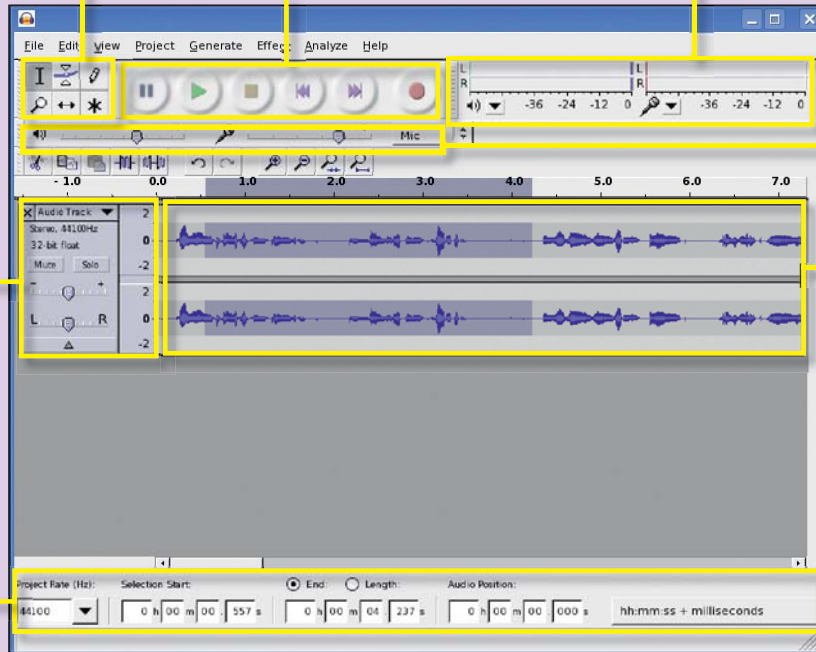 File Edit View Project Generate Effect Analyze Help
L L
R R
-36 -24 -12 0 -36 -24 -12 0
Mic
- 1.0 0.0 1.0 2.0 3.0 4.0 5.0 6.0 7.0
Audio Track 2
Stereo, 44100Hz
32-bit float 0
Mute Solo -2
- + 2
L R 0
-2
Project Rate (Hz): Selection Start: End: Length: Audio Position:
44100 0 h 00 m 00 . 557 s 0 h 00 m 04 . 237 s 0 h 00 m 00 . 000 s hh:mm:ss + milliseconds